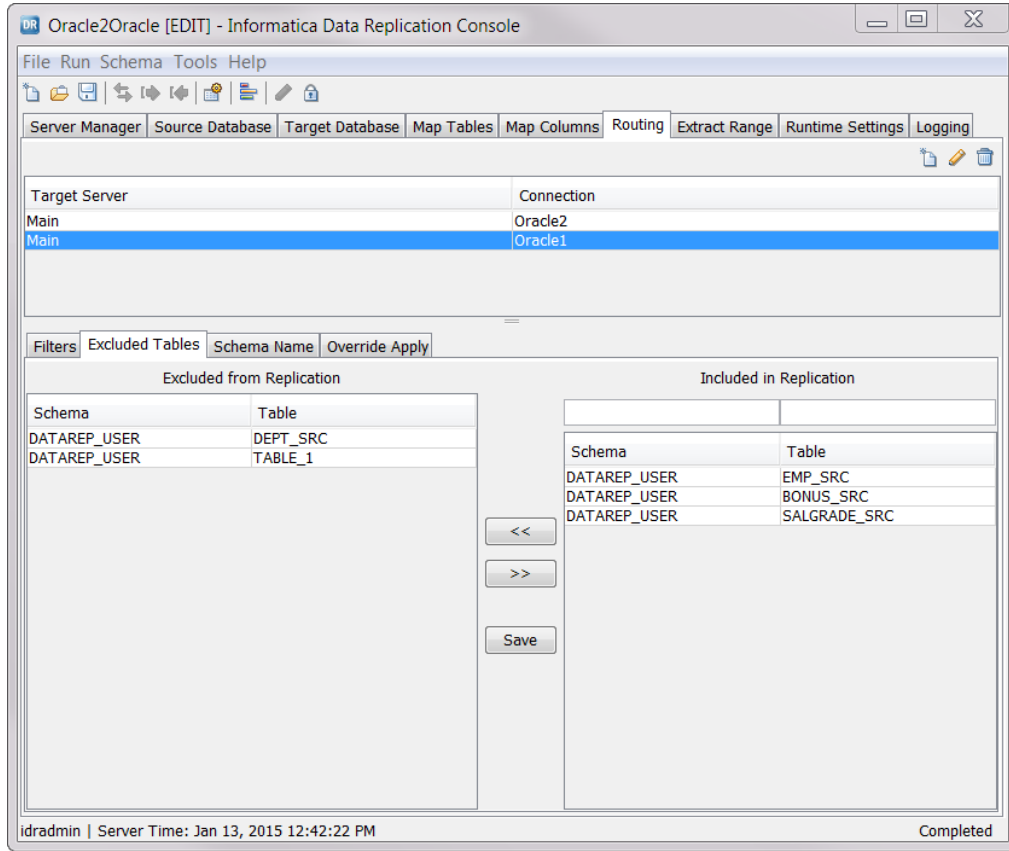 DR Oracle2Oracle [EDIT] - Informatica Data Replication Console
File Run Schema Tools Help
Server Manager Source Database Target Database Map Tables Map Columns Routing Extract Range Runtime Settings Logging
Target Server Connection
Main Oracle2
Main Oracle1
Filters Excluded Tables Schema Name Override Apply
Excluded from Replication Included in Replication
Schema Table
DATAREP_USER DEPT_SRC
DATAREP_USER TABLE_1
<<
>>
Save
Schema Table
DATAREP_USER EMP_SRC
DATAREP_USER BONUS_SRC
DATAREP_USER SALGRADE_SRC
idradmin | Server Time: Jan 13, 2015 12:42:22 PM Completed